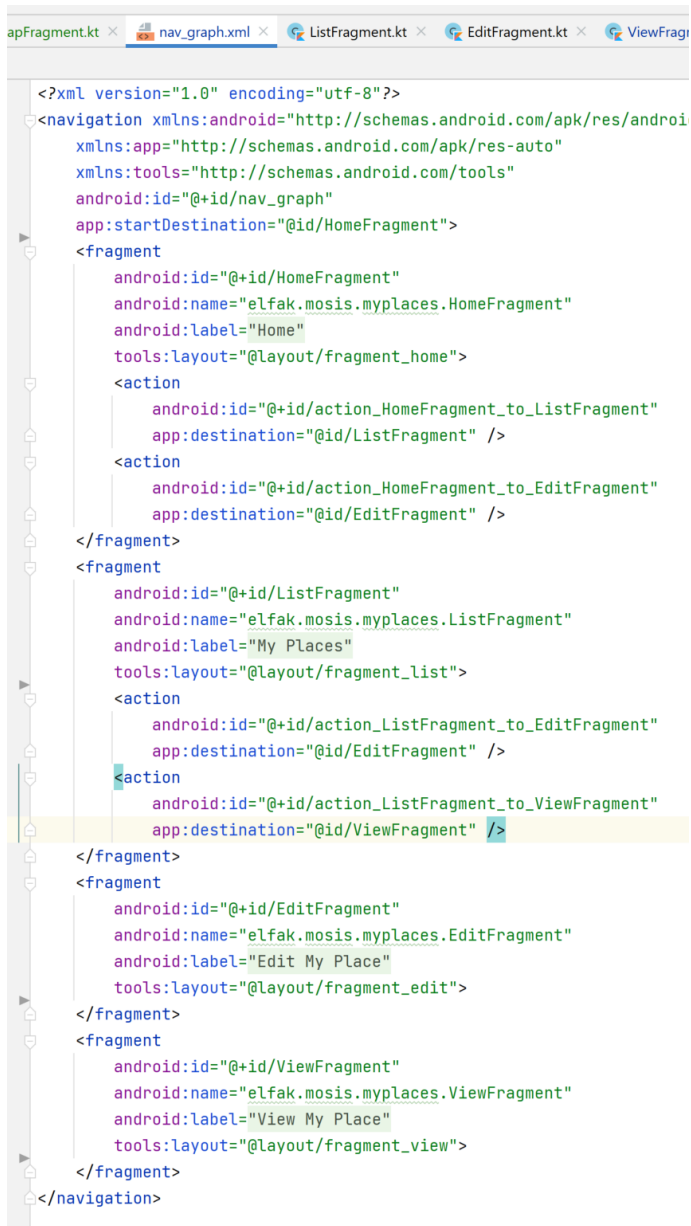 apFragment.kt nav_graph.xml ListFragment.kt EditFragment.kt ViewFragm
<?xml version="1.0" encoding="utf-8"?>
<navigation xmlns:android="http://schemas.android.com/apk/res/androi
xmlns:app="http://schemas.android.com/apk/res-auto"
xmlns:tools="http://schemas.android.com/tools"
android:id="@+id/nav_graph"
app:startDestination="@id/HomeFragment">
<fragment
android:id="@+id/HomeFragment"
android:name="elfak.mosis.myplaces.HomeFragment"
android:label="Home"
tools:layout="@layout/fragment_home">
<action
android:id="@+id/action_HomeFragment_to_ListFragment"
app:destination="@id/ListFragment" />
<action
android:id="@+id/action_HomeFragment_to_EditFragment"
app:destination="@id/EditFragment" />
</fragment>
<fragment
android:id="@+id/ListFragment"
android:name="elfak.mosis.myplaces.ListFragment"
android:label="My Places"
tools:layout="@layout/fragment_list">
<action
android:id="@+id/action_ListFragment_to_EditFragment"
app:destination="@id/EditFragment" />
<action
android:id="@+id/action_ListFragment_to_ViewFragment"
app:destination="@id/ViewFragment" />
</fragment>
<fragment
android:id="@+id/EditFragment"
android:name="elfak.mosis.myplaces.EditFragment"
android:label="Edit My Place"
tools:layout="@layout/fragment_edit">
</fragment>
<fragment
android:id="@+id/ViewFragment"
android:name="elfak.mosis.myplaces.ViewFragment"
android:label="View My Place"
tools:layout="@layout/fragment_view">
</fragment>
</navigation>